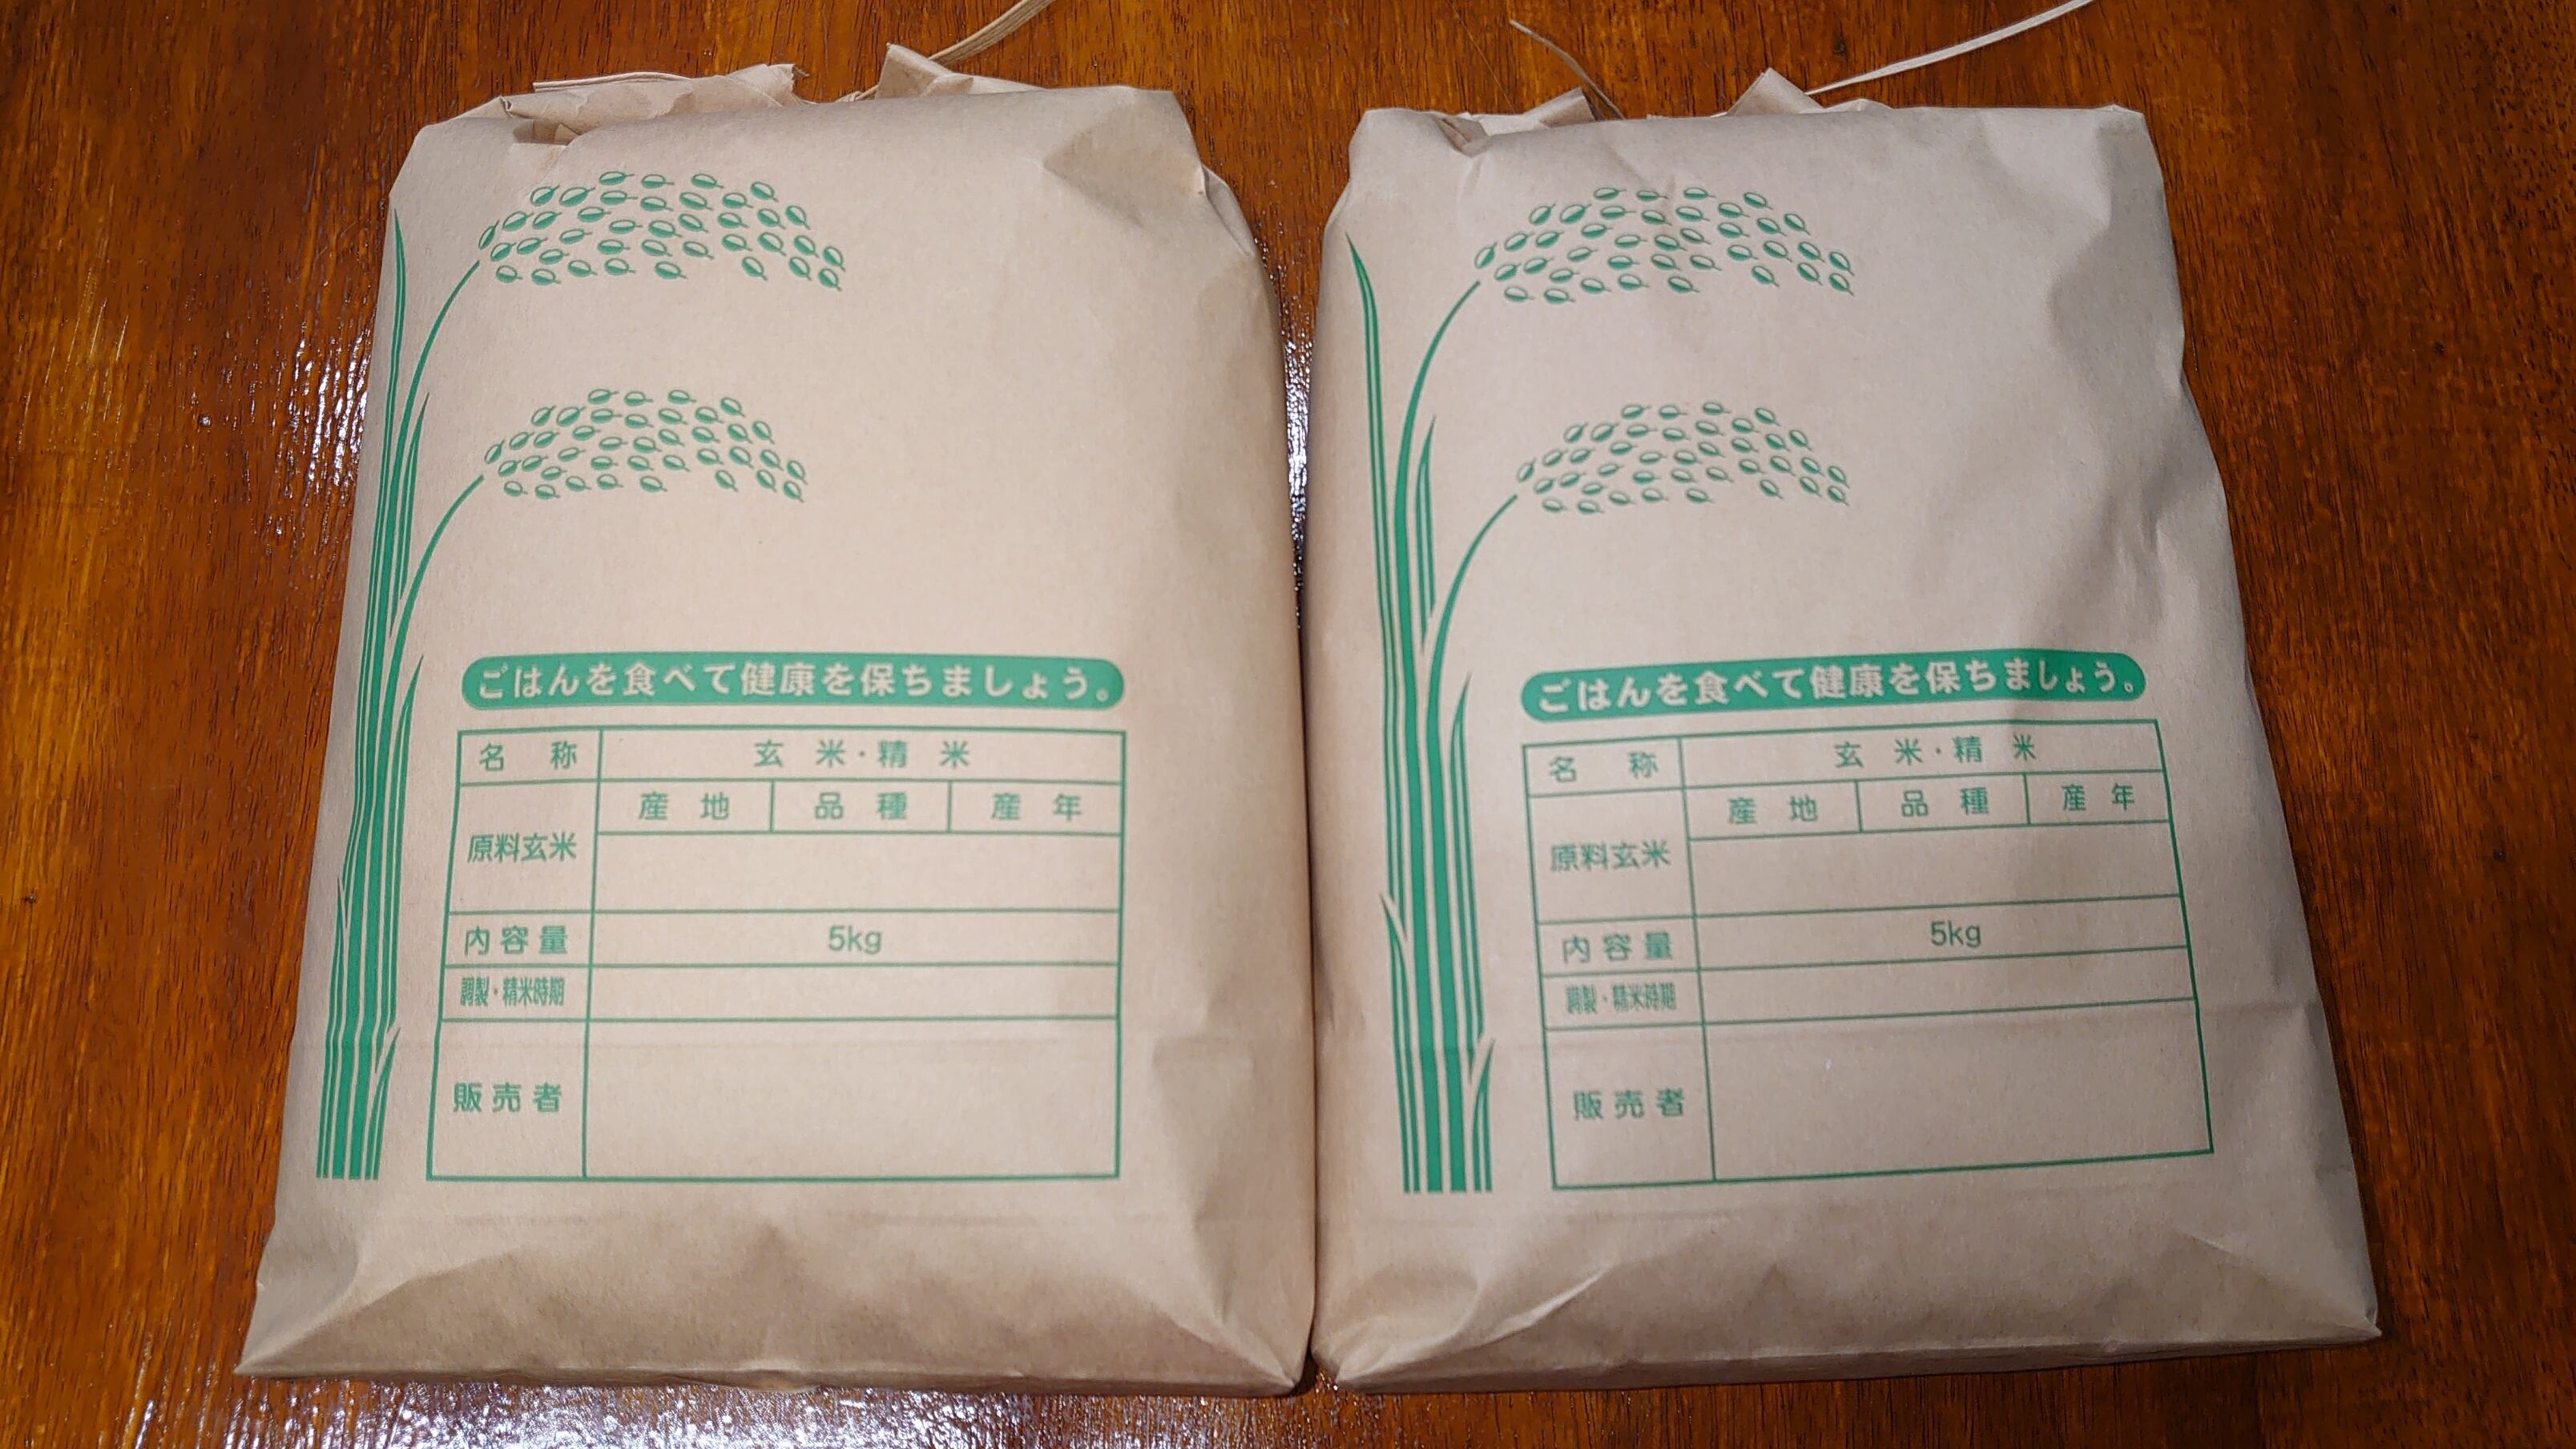 ごはんを食べて健康を保ちましょう。
名 称 玄 米・精 米
原料玄米 産 地 品 種 産 年
内容量 5kg
調製・精米時期
販売者
ごはんを食べて健康を保ちましょう。
名 称 玄 米・精 米
原料玄米 産 地 品 種 産 年
内容量 5kg
調製・精米時期
販売者